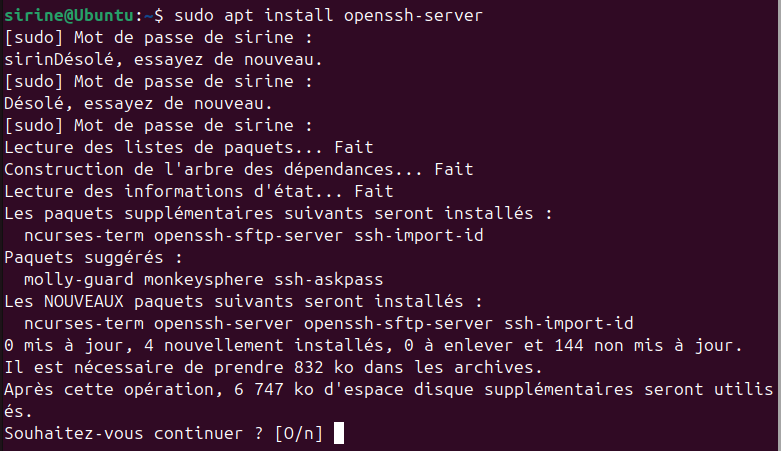 sirine@Ubuntu:~$ sudo apt install openssh-server
[sudo] Mot de passe de sirine :
sirinDésolé, essayez de nouveau.
[sudo] Mot de passe de sirine :
Désolé, essayez de nouveau.
[sudo] Mot de passe de sirine :
Lecture des listes de paquets... Fait
Construction de l'arbre des dépendances... Fait
Lecture des informations d'état... Fait
Les paquets supplémentaires suivants seront installés :
  ncurses-term openssh-sftp-server ssh-import-id
Paquets suggérés :
  molly-guard monkeysphere ssh-askpass
Les NOUVEAUX paquets suivants seront installés :
  ncurses-term openssh-server openssh-sftp-server ssh-import-id
0 mis à jour, 4 nouvellement installés, 0 à enlever et 144 non mis à jour.
Il est nécessaire de prendre 832 ko dans les archives.
Après cette opération, 6 747 ko d'espace disque supplémentaires seront utilis
és.
Souhaitez-vous continuer ? [O/n]